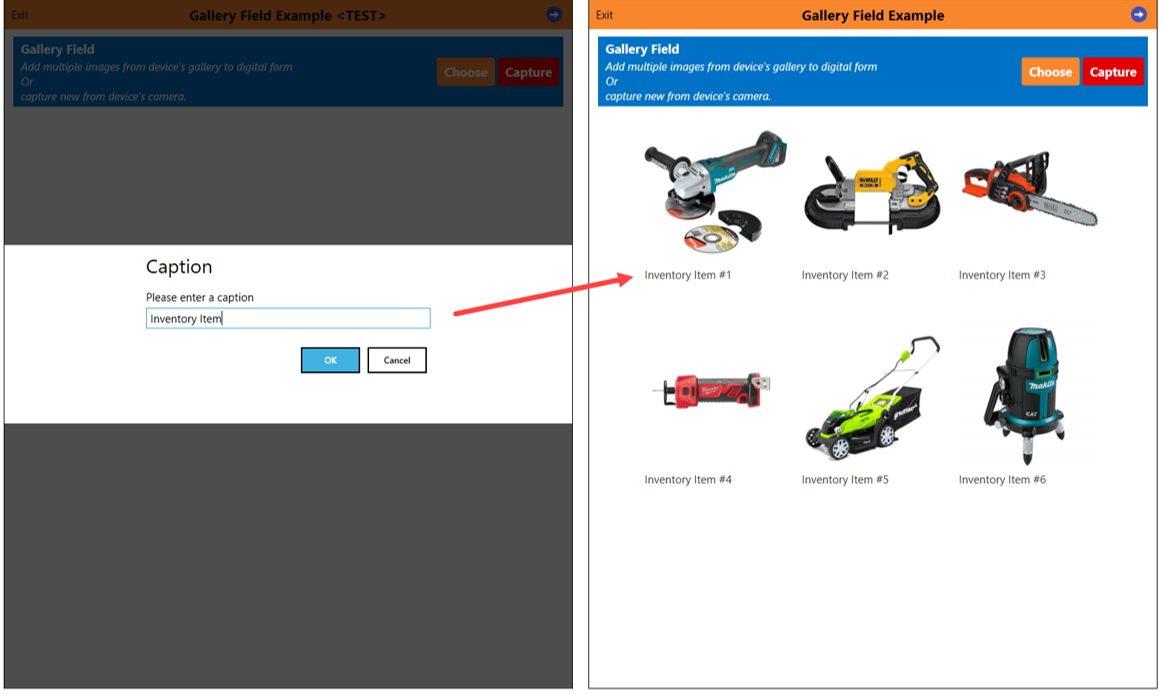 Exit
Gallery Field Example <TEST>
Gallery Field
Add multiple images from device's gallery to digital form
Or
capture new from device's camera.
Choose
Capture
Caption
Please enter a caption
Inventory Item
OK
Cancel
Exit
Gallery Field Example
Gallery Field
Add multiple images from device's gallery to digital form
Or
capture new from device's camera.
Choose
Capture
makita
DEWALT
Inventory Item #1
Inventory Item #2
Inventory Item #3
Milwaukee
greenworks
makita
CAT
Inventory Item #4
Inventory Item #5
Inventory Item #6